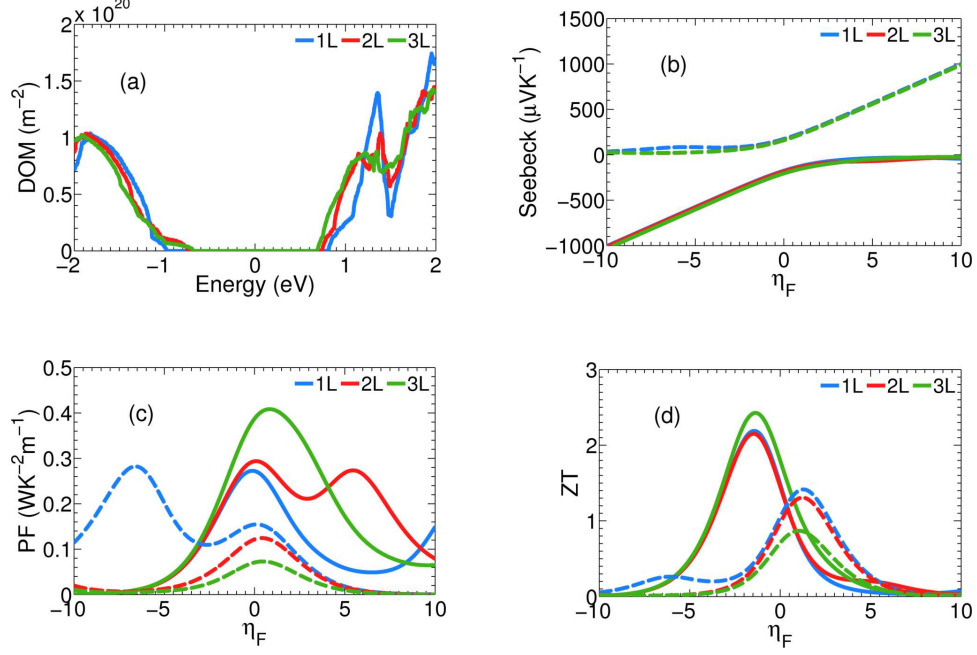 2 x 10^20
1L 2L 3L
(a)
DOM (m⁻²)
2
1.5
1
0.5
0
−2 −1 0 1 2
Energy (eV)
1L 2L 3L
(b)
Seebeck (μVK⁻¹)
1500
1000
500
0
−500
−1000
−10 −5 0 5 10
η_F
1L 2L 3L
(c)
PF (WK⁻²m⁻¹)
0.5
0.4
0.3
0.2
0.1
0
−10 −5 0 5 10
η_F
1L 2L 3L
(d)
ZT
3
2
1
0
−10 −5 0 5 10
η_F